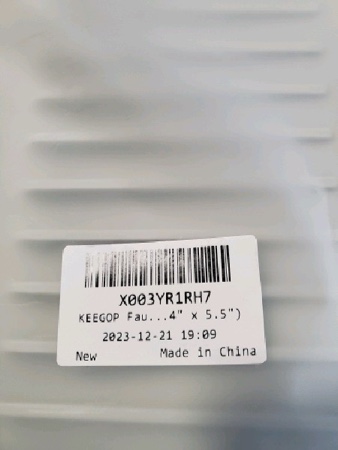 X003YR1RH7
KEEGOP Fau...4" x 5.5")
2023-12-21 19:09
New Made in China